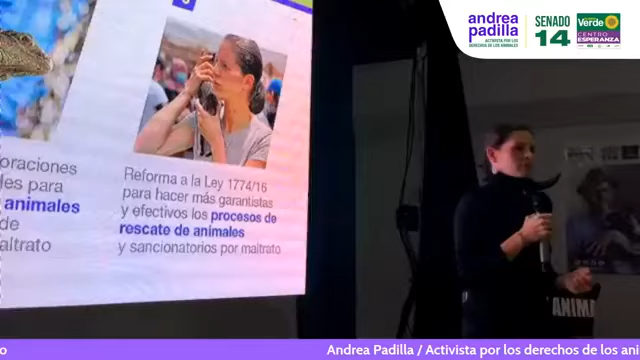 andrea
padilla
ACTIVISTA POR LOS
DERECHOS DE LOS ANIMALES
SENADO
14
Verde
CENTRO
ESPERANZA
Reforma a la Ley 1774/16
para hacer más garantistas
y efectivos los procesos de
rescate de animales
y sancionatorios por maltrato
oraciones
les para
animales
de
altrato
ANIMA
o
Andrea Padilla / Activista por los derechos de los ani